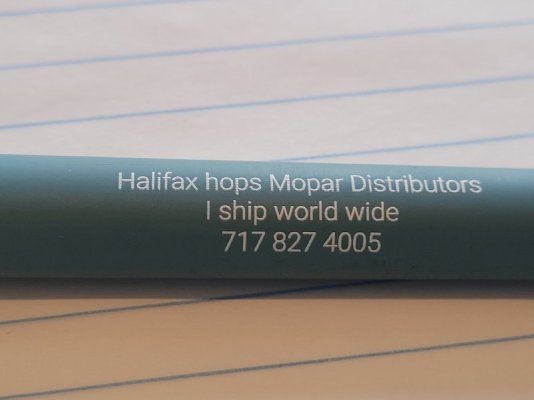 Halifax hops Mopar Distributors
I ship world wide
717 827 4005